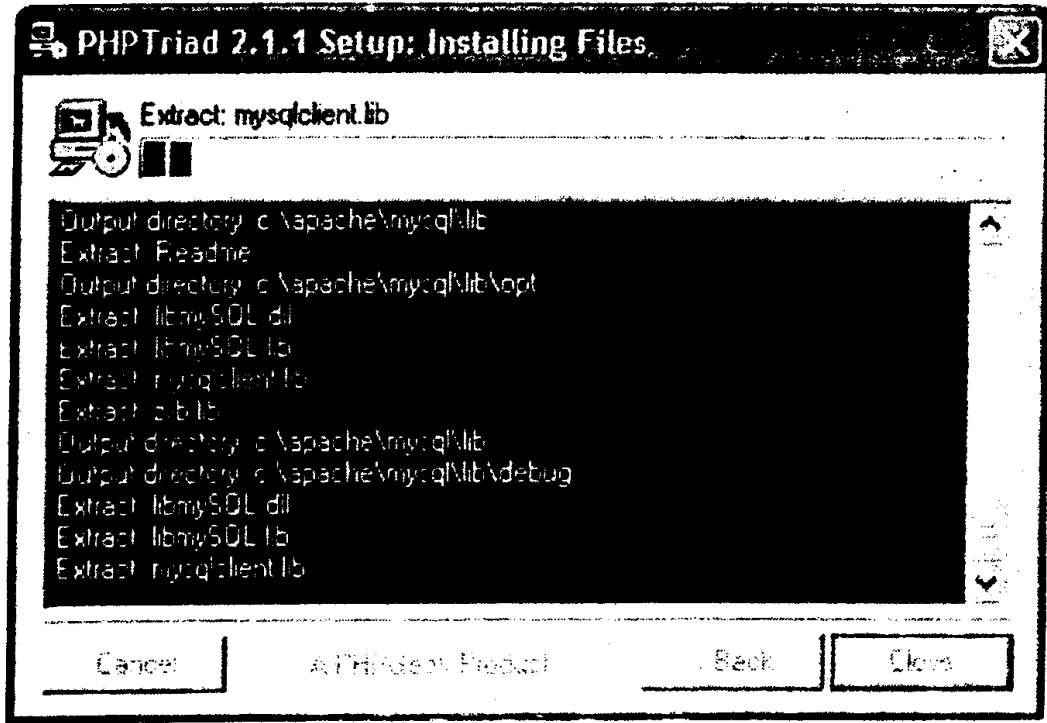 PHPTriad 2.1.1 Setup: Installing Files
Extract: mysqlclient.lib
Output directory: c:\apache\mysql\lib
Extract: Readme
Output directory: c:\apache\mysql\lib\opt
Extract: libmySQL.dll
Extract: libmySQL.lib
Extract: mysqlclient.lib
Extract: zlib.lib
Output directory: c:\apache\mysql\lib
Output directory: c:\apache\mysql\lib\debug
Extract: libmySQL.dll
Extract: libmySQL.lib
Extract: mysqlclient.lib
Cancel
A PHPGeek Product
Back
Close